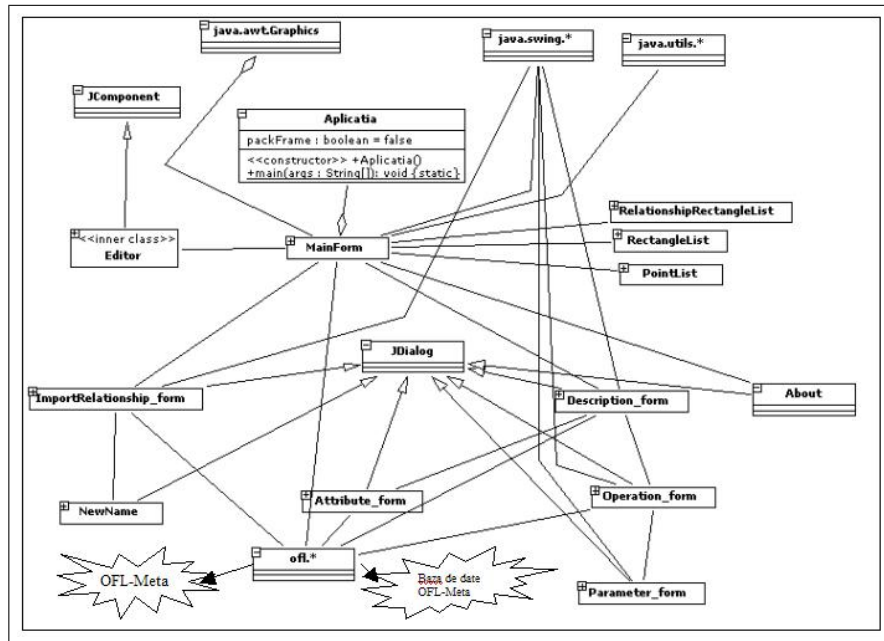 java.awt.Graphics
java.swing.*
java.utils.*
JComponent
Aplicatia
packFrame : boolean = false
<<constructor>> +Aplicatia()
+main(args : String[]): void {static}
RelationshipRectangleList
<<inner class>>
Editor
MainForm
RectangleList
PointList
JDialog
ImportRelationship_form
Description_form
About
NewName
Attribute_form
Operation_form
ofl.*
OFL-Meta
Baza de date
OFL-Meta
Parameter_form